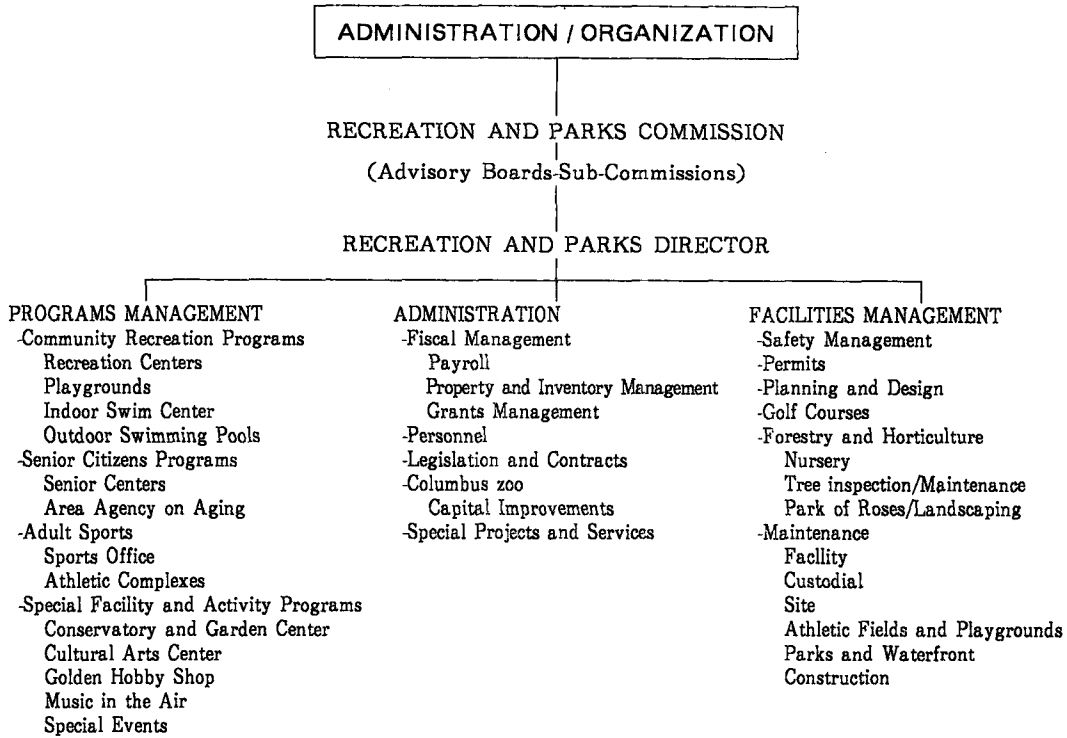 ADMINISTRATION / ORGANIZATION
RECREATION AND PARKS COMMISSION
(Advisory Boards-Sub-Commissions)
RECREATION AND PARKS DIRECTOR
PROGRAMS MANAGEMENT
-Community Recreation Programs
Recreation Centers
Playgrounds
Indoor Swim Center
Outdoor Swimming Pools
-Senior Citizens Programs
Senior Centers
Area Agency on Aging
-Adult Sports
Sports Office
Athletic Complexes
-Special Facility and Activity Programs
Conservatory and Garden Center
Cultural Arts Center
Golden Hobby Shop
Music in the Air
Special Events
ADMINISTRATION
-Fiscal Management
Payroll
Property and Inventory Management
Grants Management
-Personnel
-Legislation and Contracts
-Columbus zoo
Capital Improvements
-Special Projects and Services
FACILITIES MANAGEMENT
-Safety Management
-Permits
-Planning and Design
-Golf Courses
-Forestry and Horticulture
Nursery
Tree inspection/Maintenance
Park of Roses/Landscaping
-Maintenance
Facility
Custodial
Site
Athletic Fields and Playgrounds
Parks and Waterfront
Construction